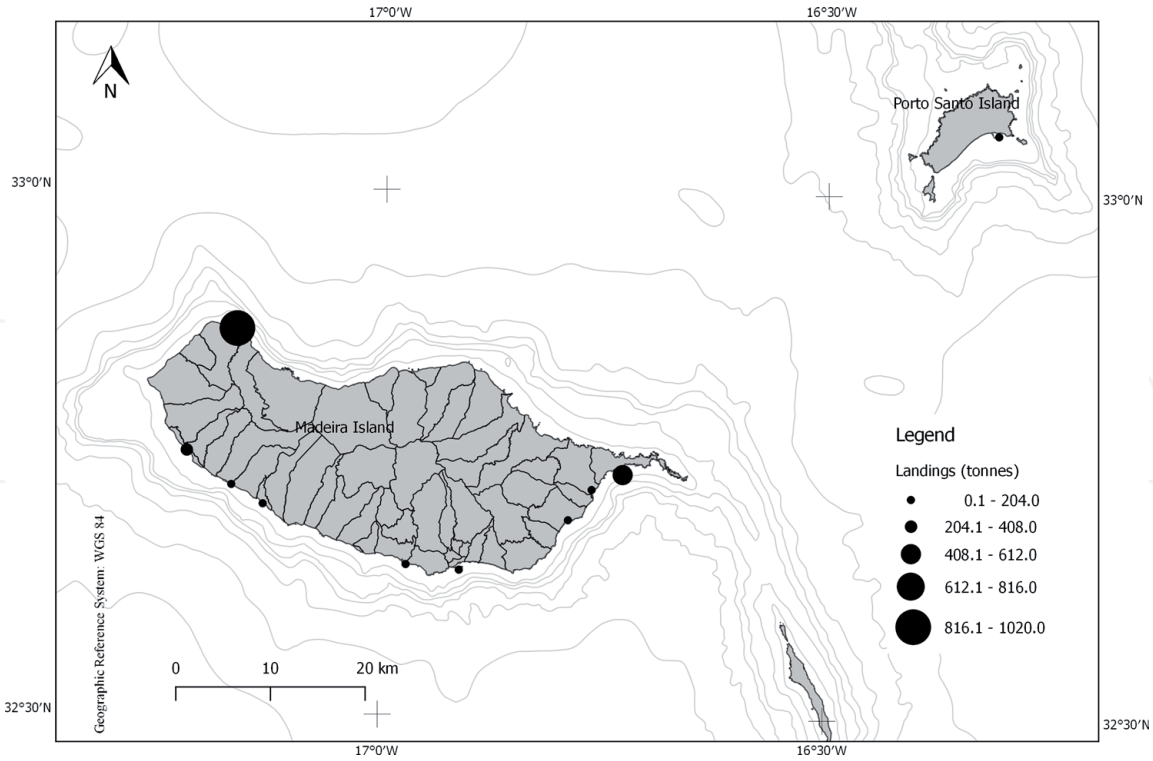 17°0′W
16°30′W
N
Porto Santo Island
33°0′N
33°0′N
Madeira Island
Legend
Landings (tonnes)
0.1 - 204.0
204.1 - 408.0
408.1 - 612.0
612.1 - 816.0
816.1 - 1020.0
Geographic Reference System: WGS 84
0 10 20 km
32°30′N
32°30′N
17°0′W
16°30′W